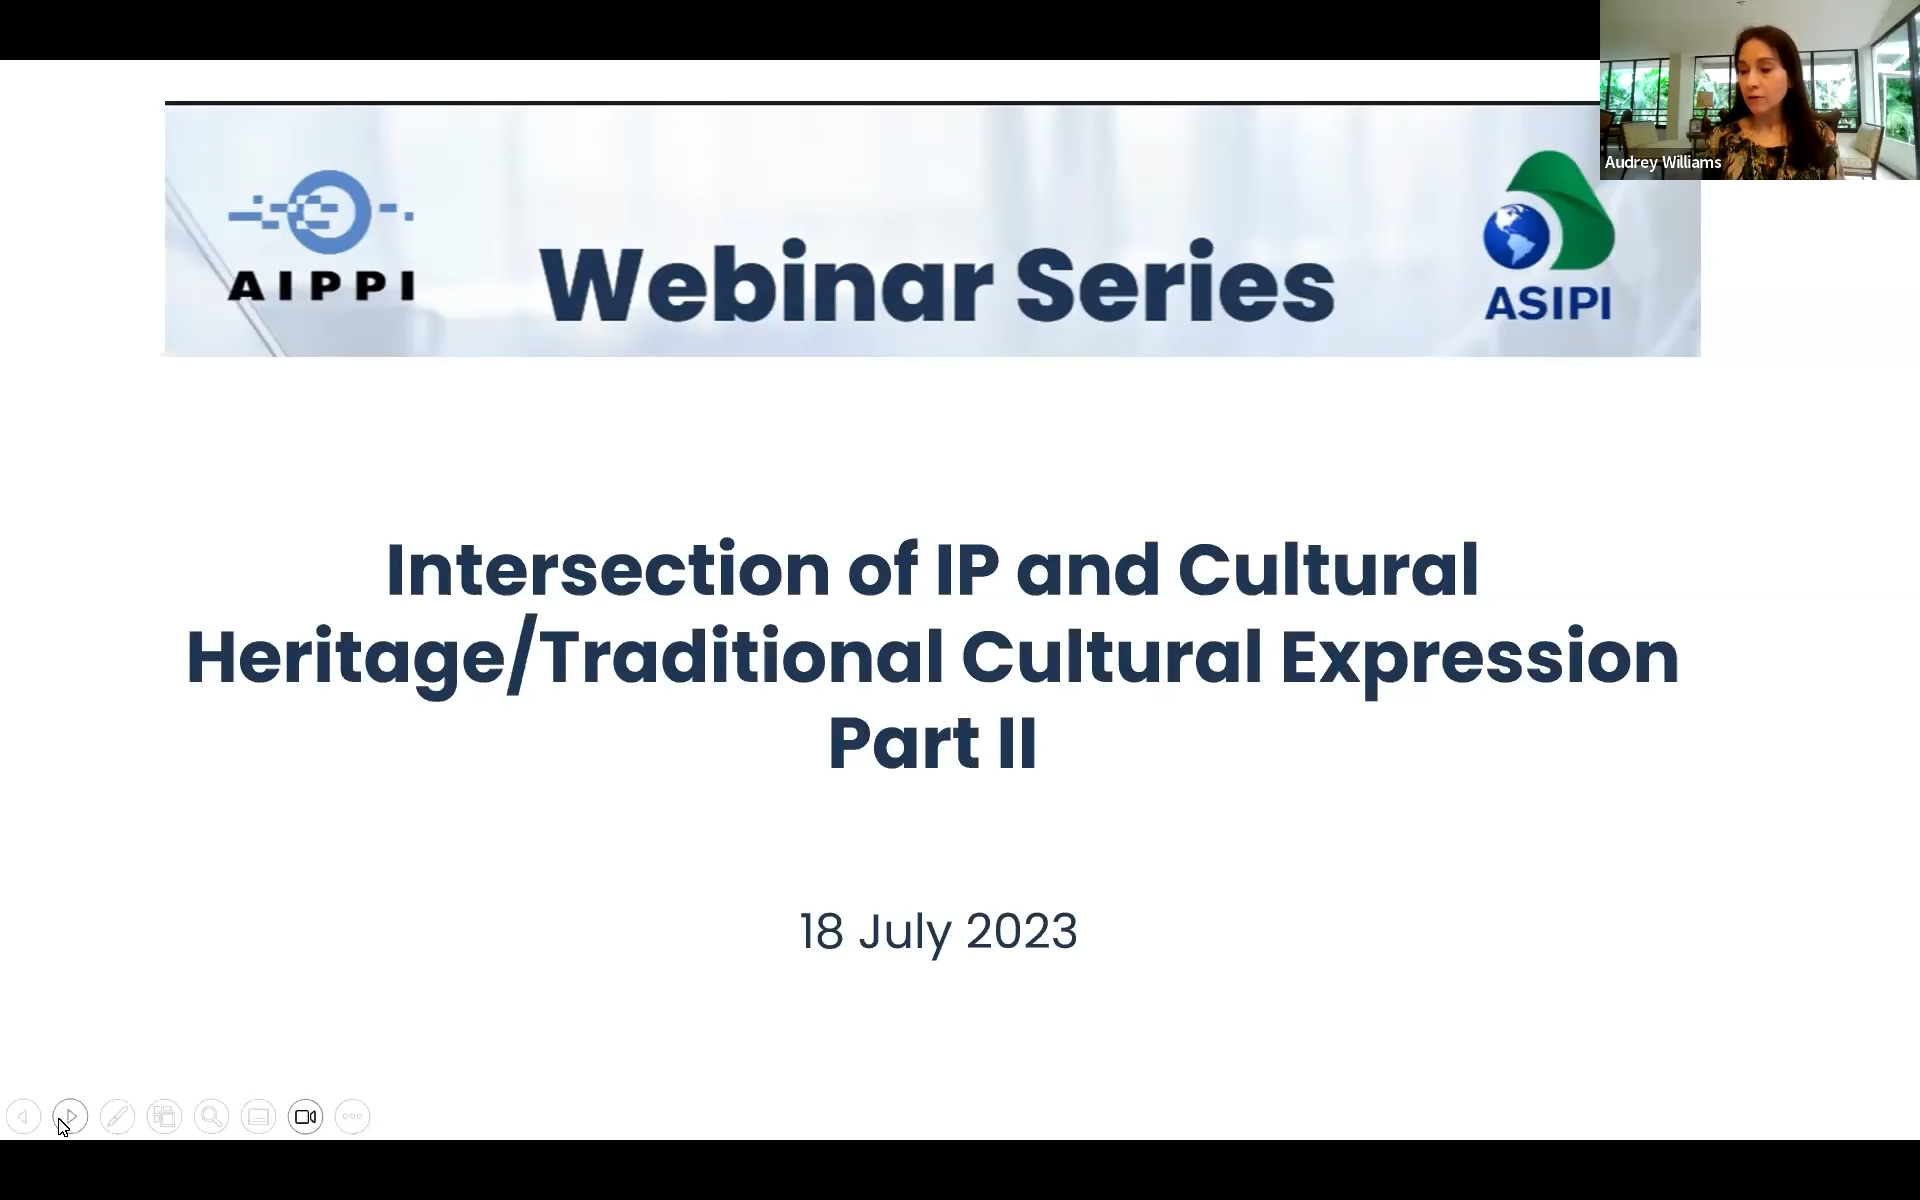 Audrey Williams
AIPPI
Webinar Series
ASIPI
Intersection of IP and Cultural
Heritage/Traditional Cultural Expression
Part II
18 July 2023